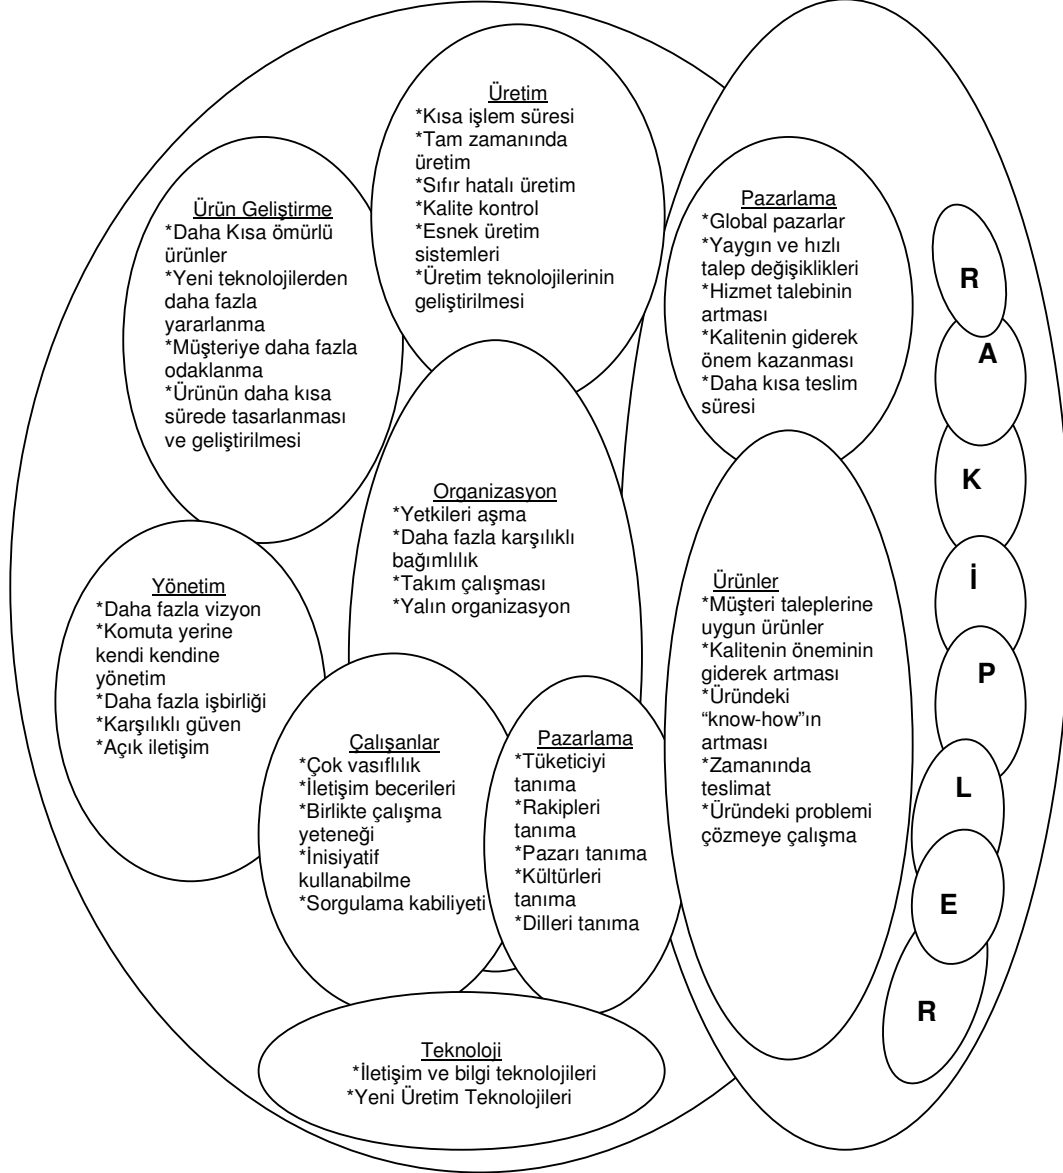 Üretim
*Kısa işlem süresi
*Tam zamanında
üretim
*Sıfır hatalı üretim
*Kalite kontrol
*Esnek üretim
sistemleri
*Üretim teknolojilerinin
geliştirilmesi
Ürün Geliştirme
*Daha Kısa ömürlü
ürünler
*Yeni teknolojilerden
daha fazla
yararlanma
*Müşteriye daha fazla
odaklanma
*Ürünün daha kısa
sürede tasarlanması
ve geliştirilmesi
Pazarlama
*Global pazarlar
*Yaygın ve hızlı
talep değişiklikleri
*Hizmet talebinin
artması
*Kalitenin giderek
önem kazanması
*Daha kısa teslim
süresi
Organizasyon
*Yetkileri aşma
*Daha fazla karşılıklı
bağımlılık
*Takım çalışması
*Yalın organizasyon
Yönetim
*Daha fazla vizyon
*Komuta yerine
kendi kendine
yönetim
*Daha fazla işbirliği
*Karşılıklı güven
*Açık iletişim
Ürünler
*Müşteri taleplerine
uygun ürünler
*Kalitenin öneminin
giderek artması
*Üründeki
“know-how”ın
artması
*Zamanında
teslimat
*Üründeki problemi
çözmeye çalışma
Çalışanlar
*Çok vasıflılık
*İletişim becerileri
*Birlikte çalışma
yeteneği
*İnisiyatif
kullanabilme
*Sorgulama kabiliyeti
Pazarlama
*Tüketiciyi
tanıma
*Rakipleri
tanıma
*Pazarı tanıma
*Kültürleri
tanıma
*Dilleri tanıma
Teknoloji
*İletişim ve bilgi teknolojileri
*Yeni Üretim Teknolojileri
R
A
K
İ
P
L
E
R